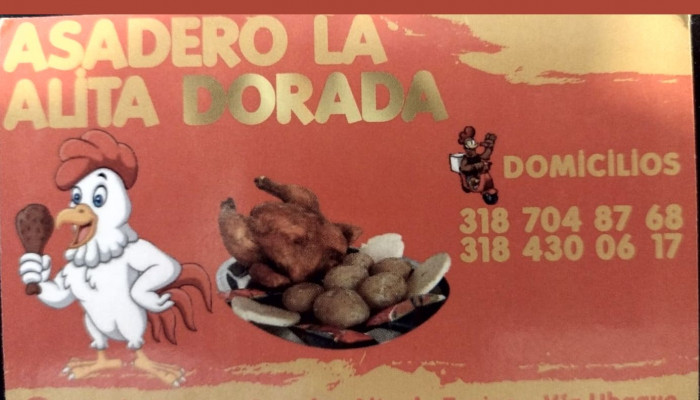 ASADERO LA
ALITA DORADA
DOMICILIOS
318 704 87 68
318 430 06 17